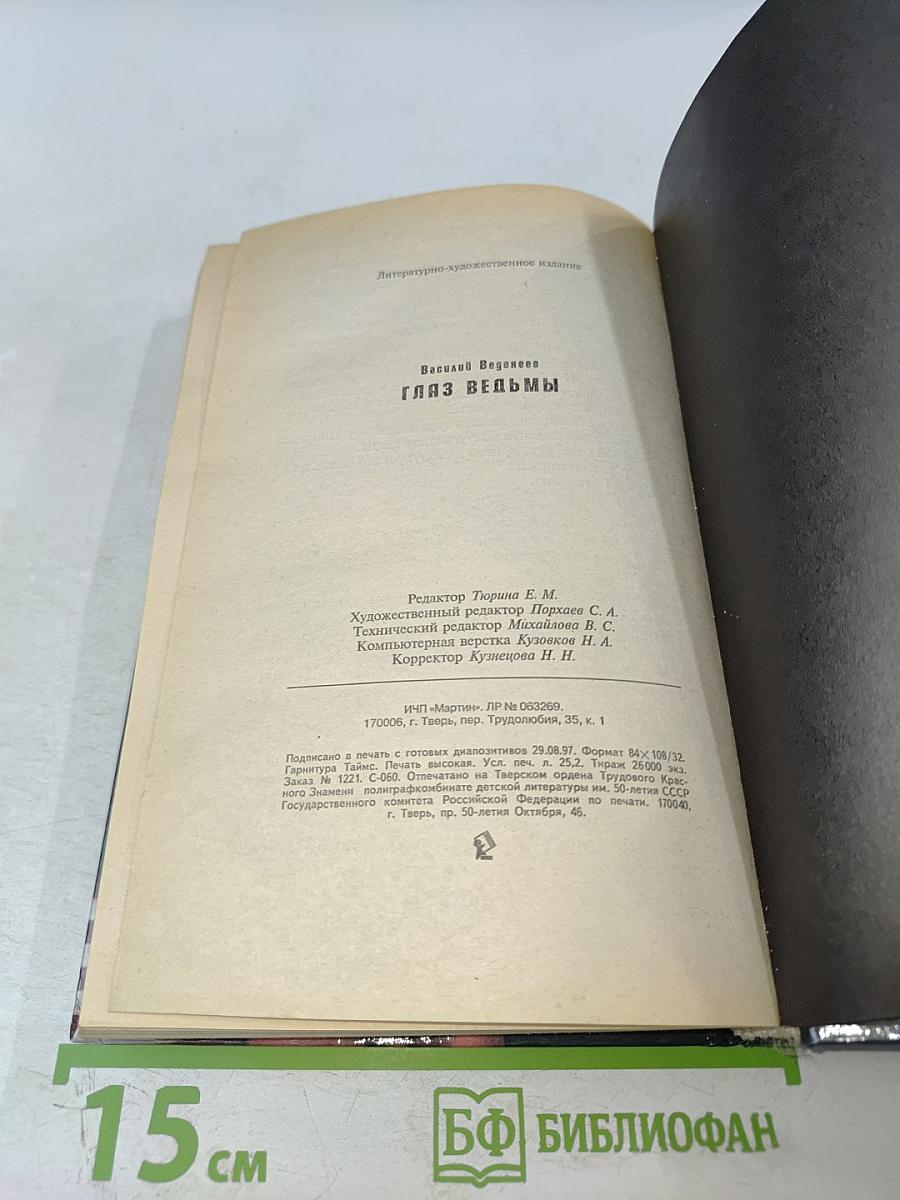 Литературно-художественное издание
Василий Веденеев
ГЛАЗ ВЕДЬМЫ
Редактор Тюрина Е. М.
Художественный редактор Порхаев С. А.
Технический редактор Михайлова В. С.
Компьютерная верстка Кузовков Н. А.
Корректор Кузнецова Н. Н.
ИЧП «Мартин». ЛР № 063269.
170006, г. Тверь, пер. Трудолюбия, 35, к. 1
Подписано в печать с готовых диапозитивов 29.08.97. Формат 84×108/32.
Гарнитура Таймс. Печать высокая. Усл. печ. л. 25,2. Тираж 26000 экз.
Заказ № 1221. С-060. Отпечатано на Тверском ордена Трудового Крас-
ного Знамени полиграфкомбинате детской литературы им. 50-летия СССР
Государственного комитета Российской Федерации по печати. 170040,
г. Тверь, пр. 50-летия Октября, 46.
15 см
БФ БИБЛИОФАН